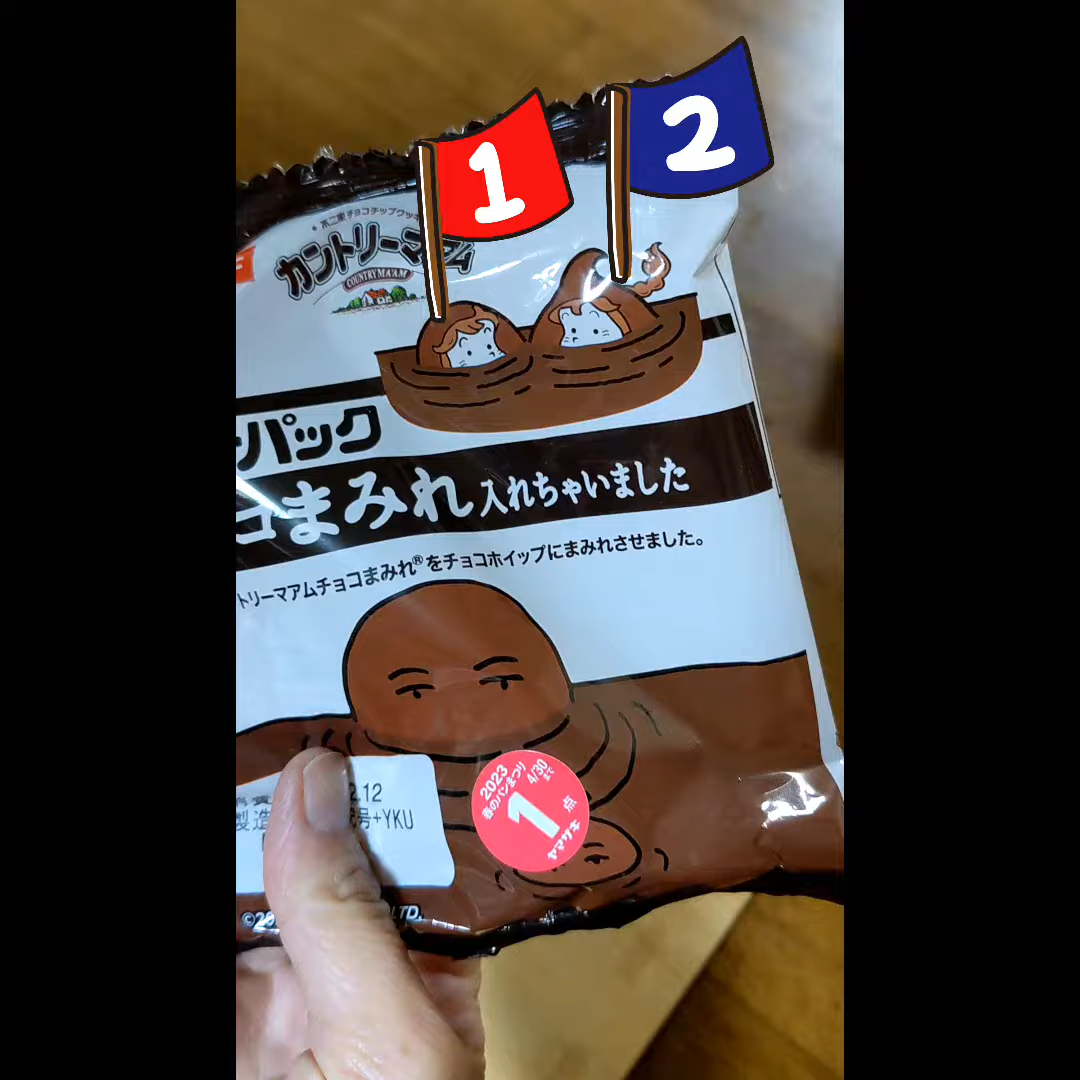 1
2
不二家チョコチップクッキ
カントリーマアム
COUNTRY MA'AM
パック
コまみれ入れちゃいました
トリーマアムチョコまみれ®をチョコホイップにまみれさせました。
2023
春のパンまつり
4/30まで
1点
ヤマザキ
2.12
製造
号+YKU
LTD.